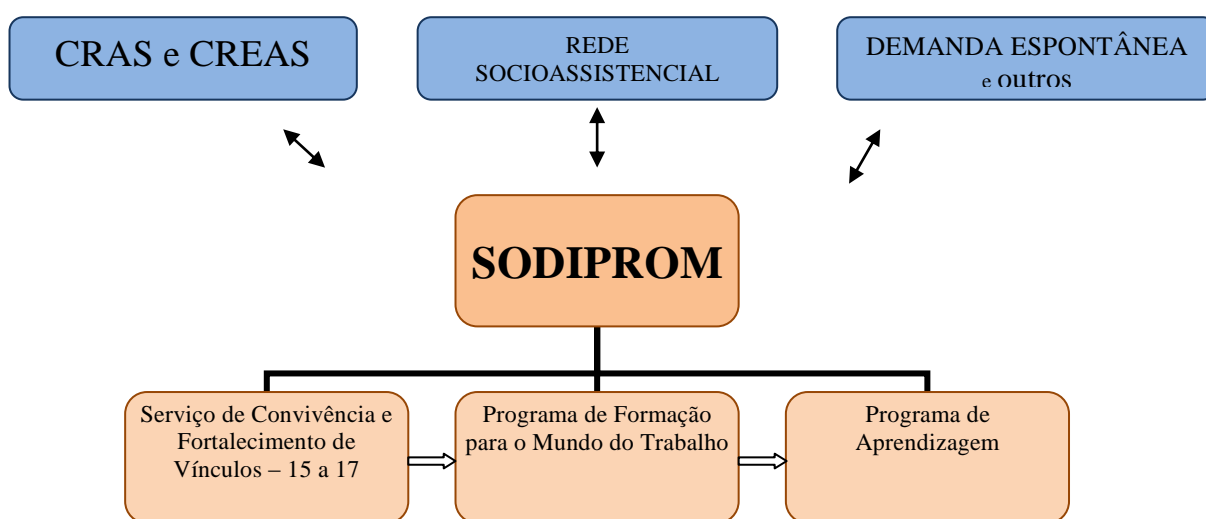 CRAS e CREAS
REDE
SOCIOASSISTENCIAL
DEMANDA ESPONTÂNEA
e outros
SODIPROM
Serviço de Convivência e
Fortalecimento de
Vínculos – 15 a 17
Programa de Formação
para o Mundo do Trabalho
Programa de
Aprendizagem